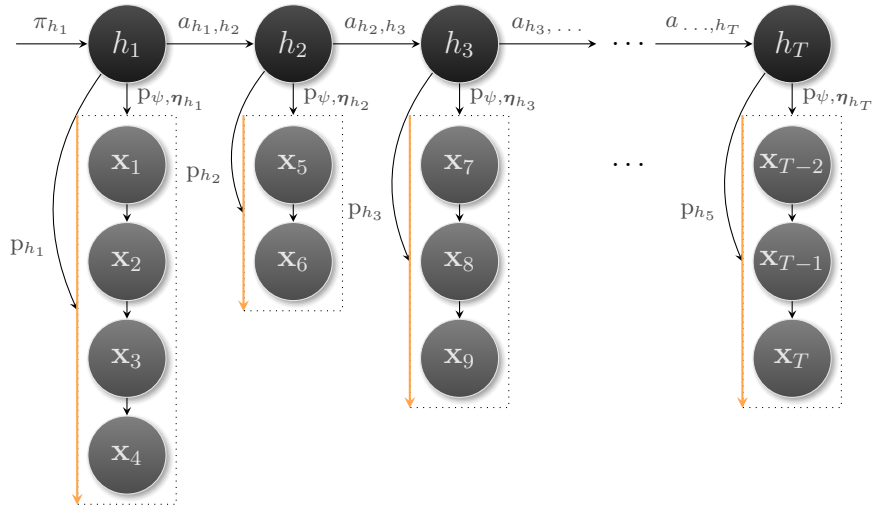 π_{h_1} h_1 a_{h_1,h_2} h_2 a_{h_2,h_3} h_3 a_{h_3,…} ⋯ a_{…,h_T} h_T
p_{ψ,η_{h_1}} p_{ψ,η_{h_2}} p_{ψ,η_{h_3}} p_{ψ,η_{h_T}}
x_1 x_5 x_7 ⋯ x_{T−2}
p_{h_2} p_{h_3} p_{h_5}
p_{h_1}
x_2 x_6 x_8 x_{T−1}
x_3 x_9 x_T
x_4